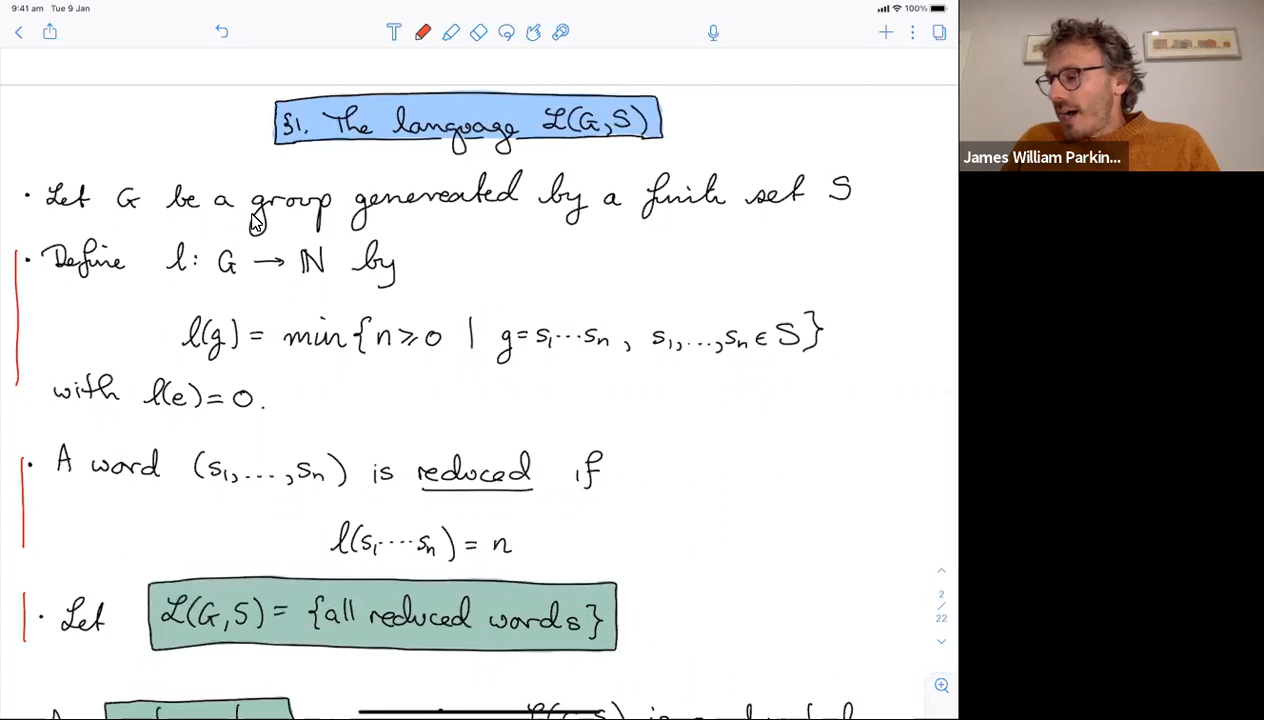 9:41 am Tue 9 Jan
100%
§1. The language L(G,S)
James William Parkin...
· Let G be a group genereated by a finite set S
· Define l: G → ℕ by
l(g) = min{n ≥ 0 | g = s₁···sₙ , s₁,...,sₙ ∈ S}
with l(e) = 0.
· A word (s₁,...,sₙ) is reduced if
l(s₁····sₙ) = n
· Let L(G,S) = {all reduced words}
2
/
22
L(G,S) is